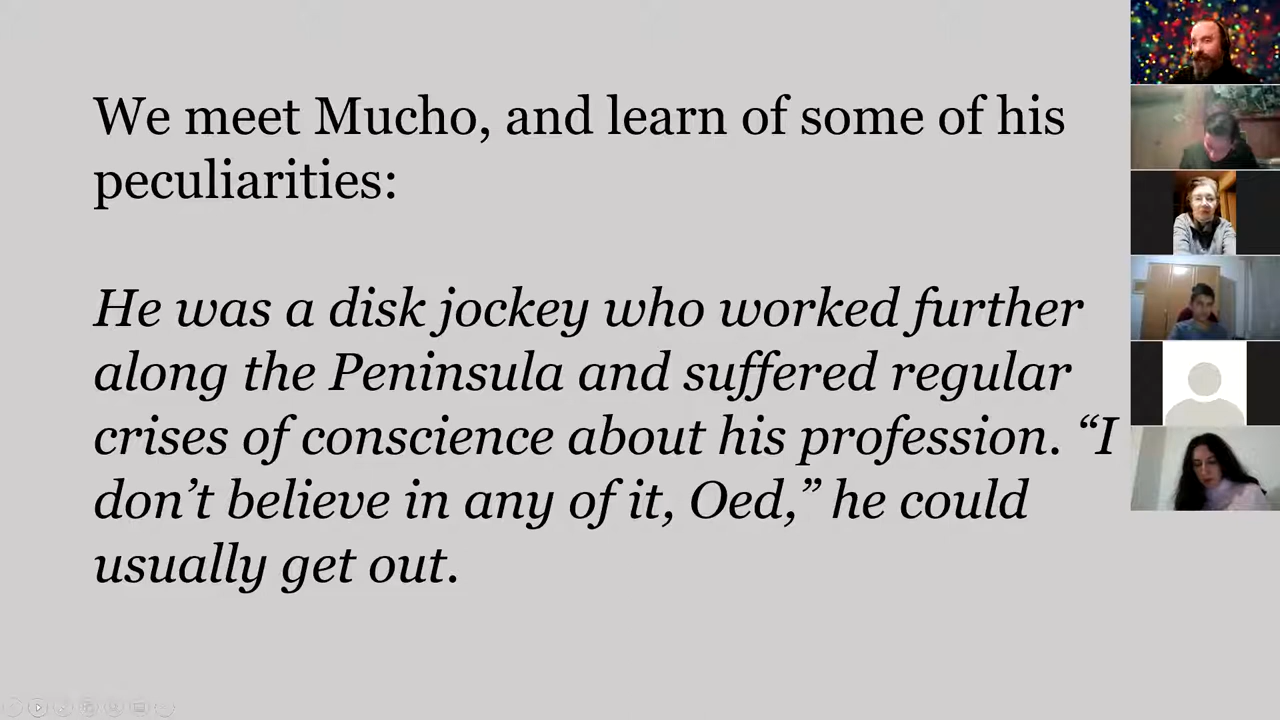 We meet Mucho, and learn of some of his
peculiarities:
He was a disk jockey who worked further
along the Peninsula and suffered regular
crises of conscience about his profession. “I
don’t believe in any of it, Oed,” he could
usually get out.